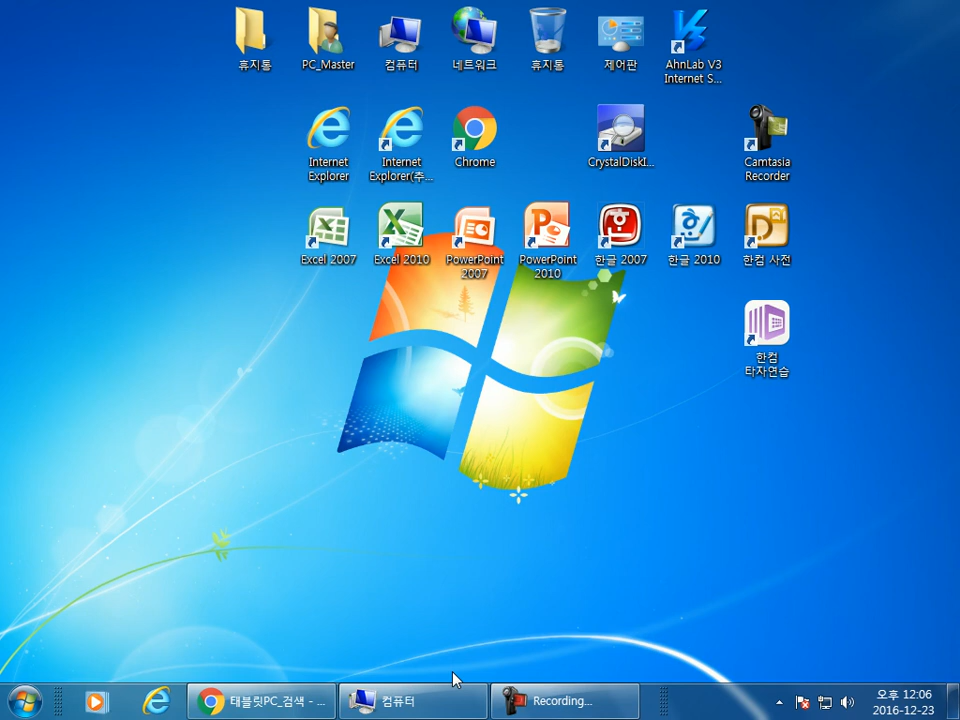 휴지통
PC_Master
컴퓨터
네트워크
휴지통
제어판
AhnLab V3
Internet S...
Internet
Explorer
Internet
Explorer(추...
Chrome
CrystalDiskI...
Camtasia
Recorder
Excel 2007
Excel 2010
PowerPoint
2007
PowerPoint
2010
한글 2007
한글 2010
한컴 사전
한컴
타자연습
태블릿PC_검색 - ...
컴퓨터
Recording...
오후 12:06
2016-12-23